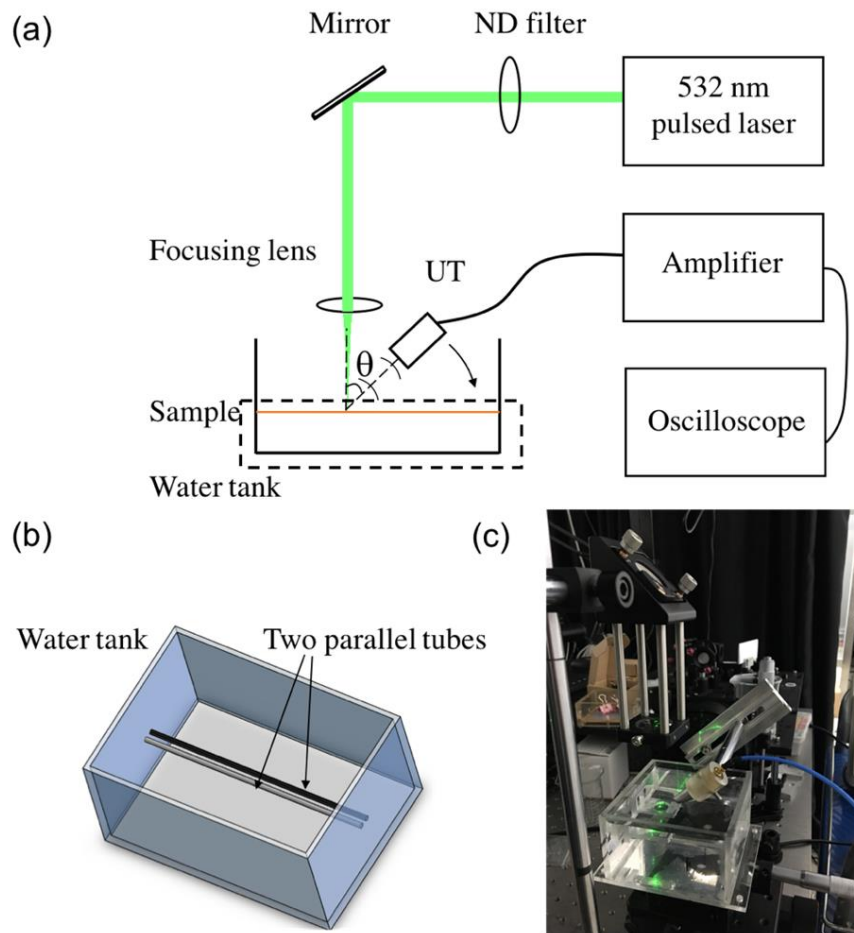 (a)
Mirror
ND filter
532 nm
pulsed laser
Focusing lens
UT
Amplifier
θ
Sample
Oscilloscope
Water tank
(b)
(c)
Water tank
Two parallel tubes